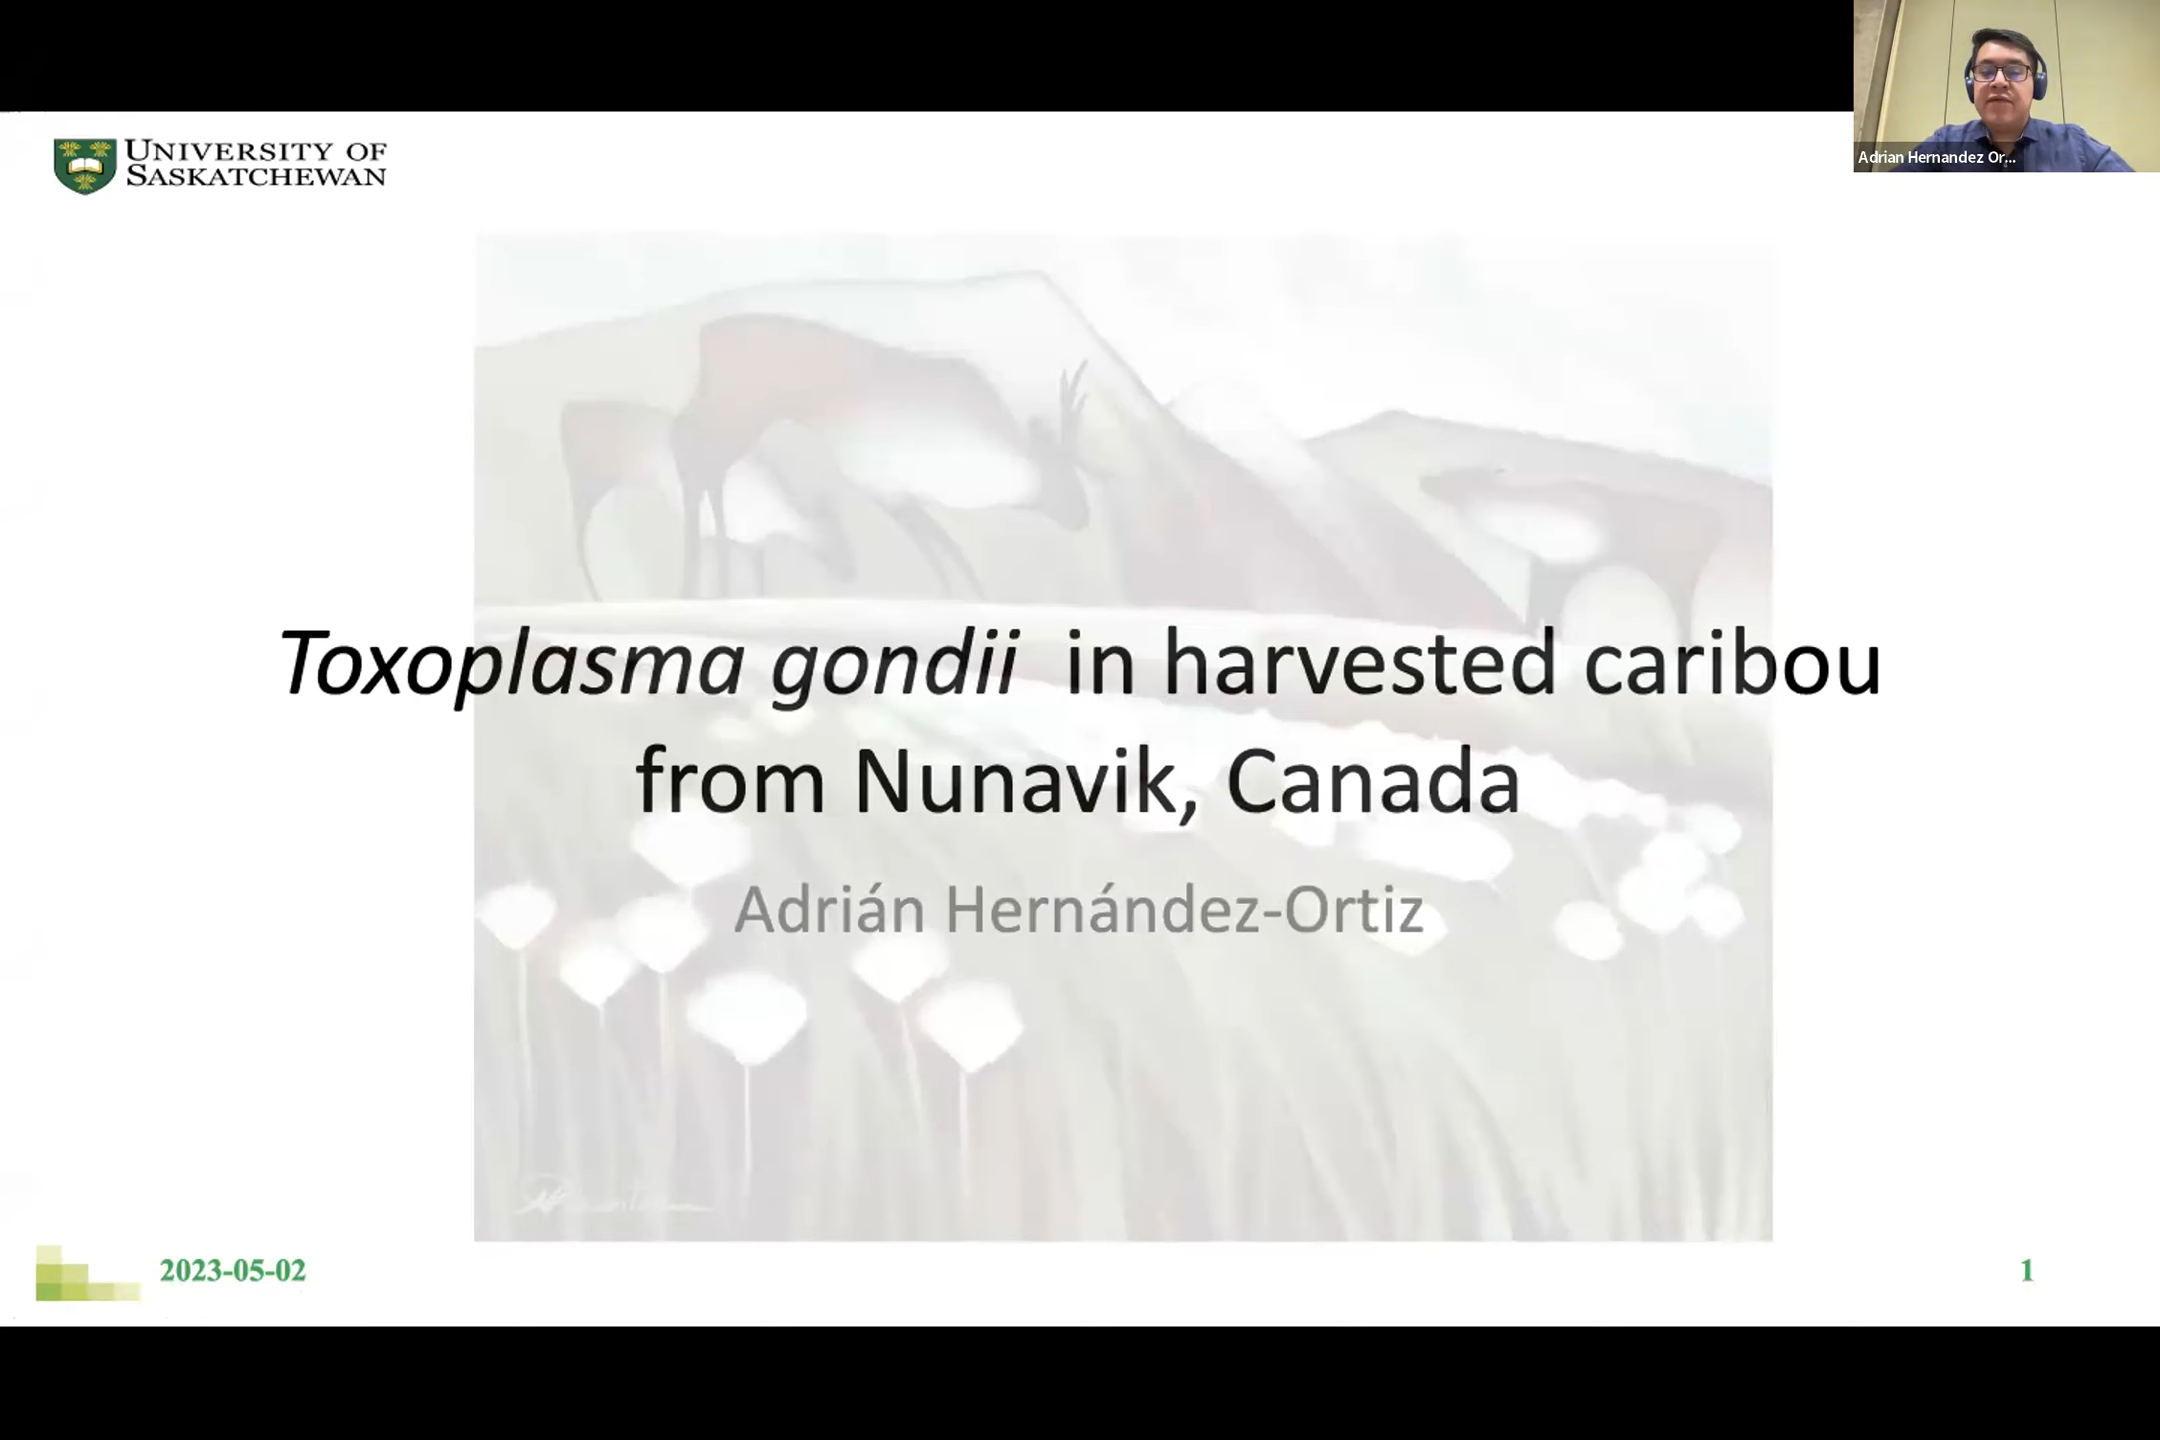 Adrian Hernandez Or...
UNIVERSITY OF
SASKATCHEWAN
Toxoplasma gondii in harvested caribou
from Nunavik, Canada
Adrián Hernández-Ortiz
2023-05-02
1